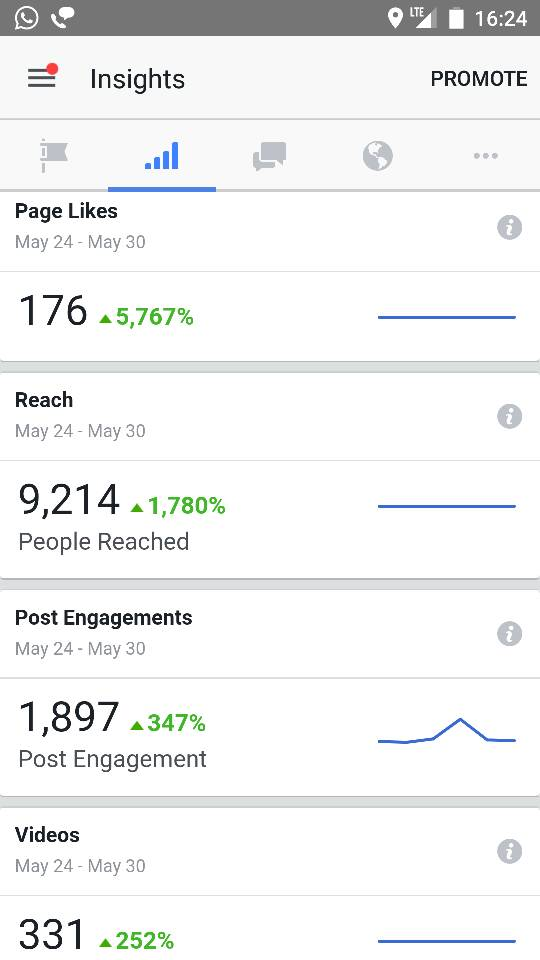 LTE 16:24
Insights PROMOTE
Page Likes
May 24 - May 30
176 5,767%
Reach
May 24 - May 30
9,214 1,780%
People Reached
Post Engagements
May 24 - May 30
1,897 347%
Post Engagement
Videos
May 24 - May 30
331 252%